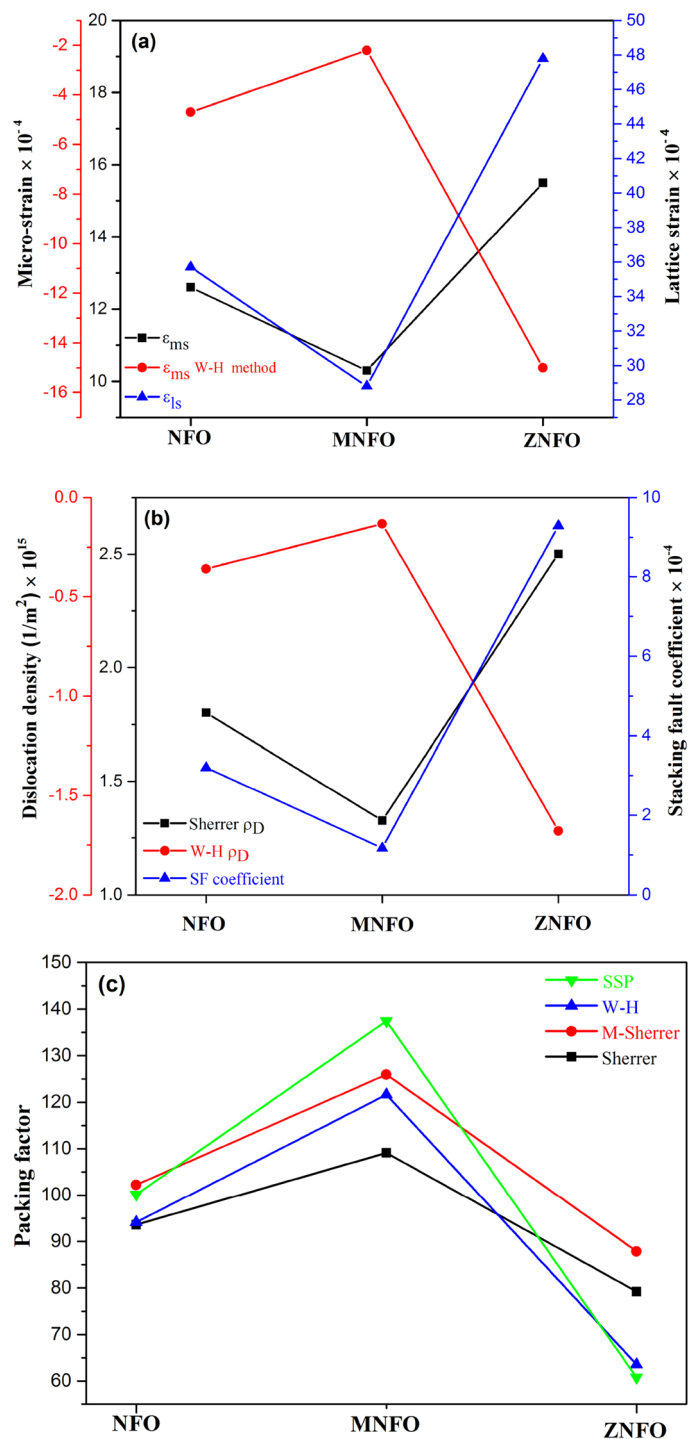 (a)
Micro-strain × 10⁻⁴
-2
-4
-6
-8
-10
-12
-14
-16
20
18
16
14
12
10
50
48
46
44
42
40
38
36
34
32
30
28
Lattice strain × 10⁻⁴
εms
εms W-H method
εls
NFO MNFO ZNFO
(b)
Dislocation density (1/m²) × 10¹⁵
0.0
-0.5
-1.0
-1.5
-2.0
2.5
2.0
1.5
1.0
10
8
6
4
2
0
Stacking fault coefficient × 10⁻⁴
Sherrer ρD
W-H ρD
SF coefficient
NFO MNFO ZNFO
(c)
Packing factor
150
140
130
120
110
100
90
80
70
60
SSP
W-H
M-Sherrer
Sherrer
NFO MNFO ZNFO